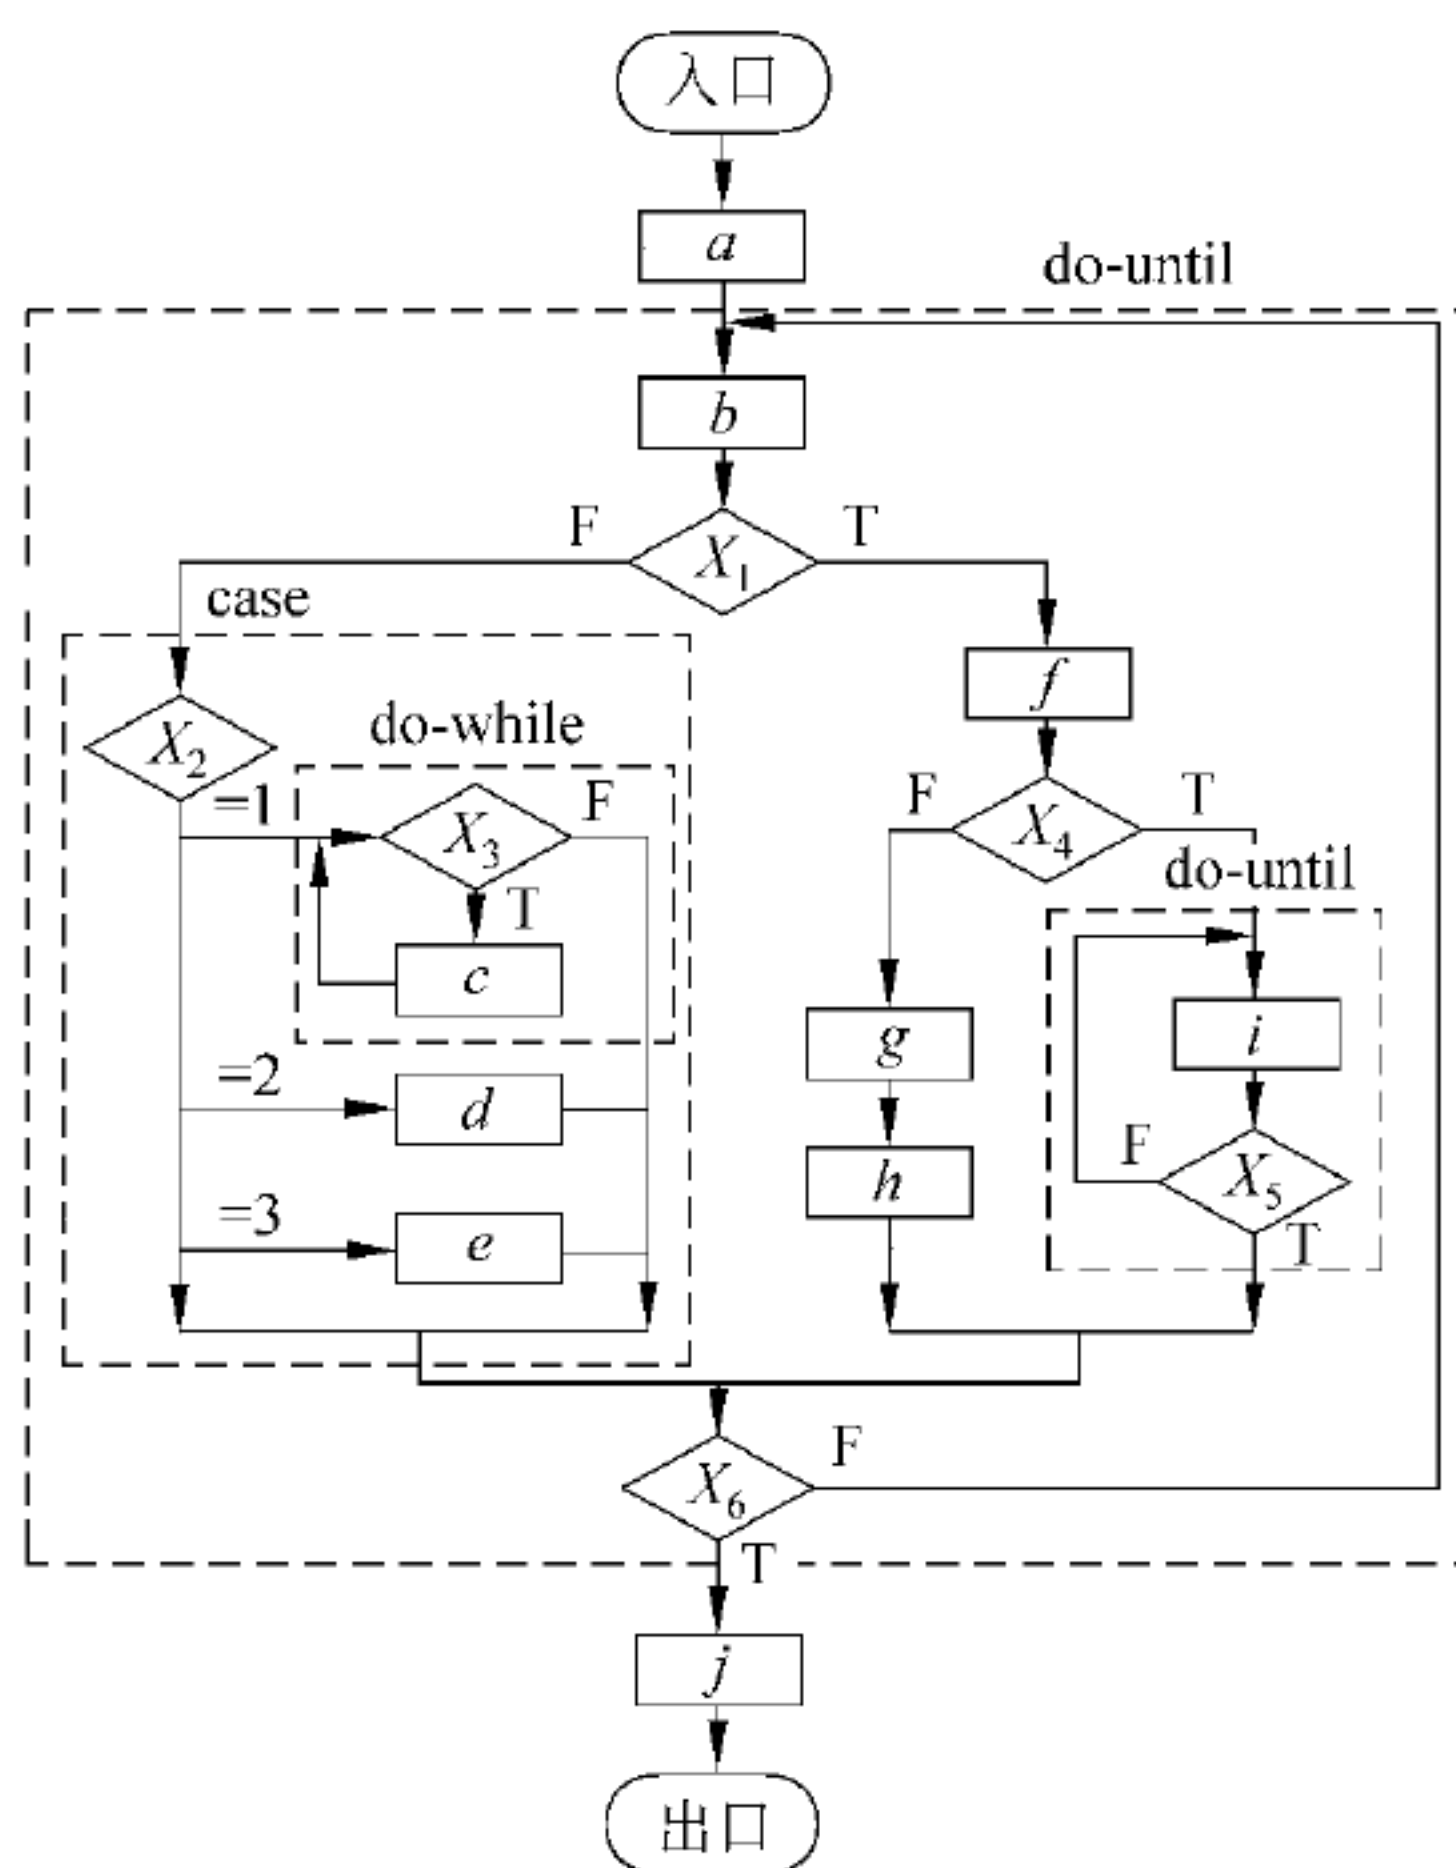 入口
a
do-until
b
F
X₁
T
case
f
X₂
do-while
=1
X₃
F
F
X₄
T
T
do-until
c
g
i
=2
d
F
X₅
h
=3
e
T
X₆
F
T
j
出口